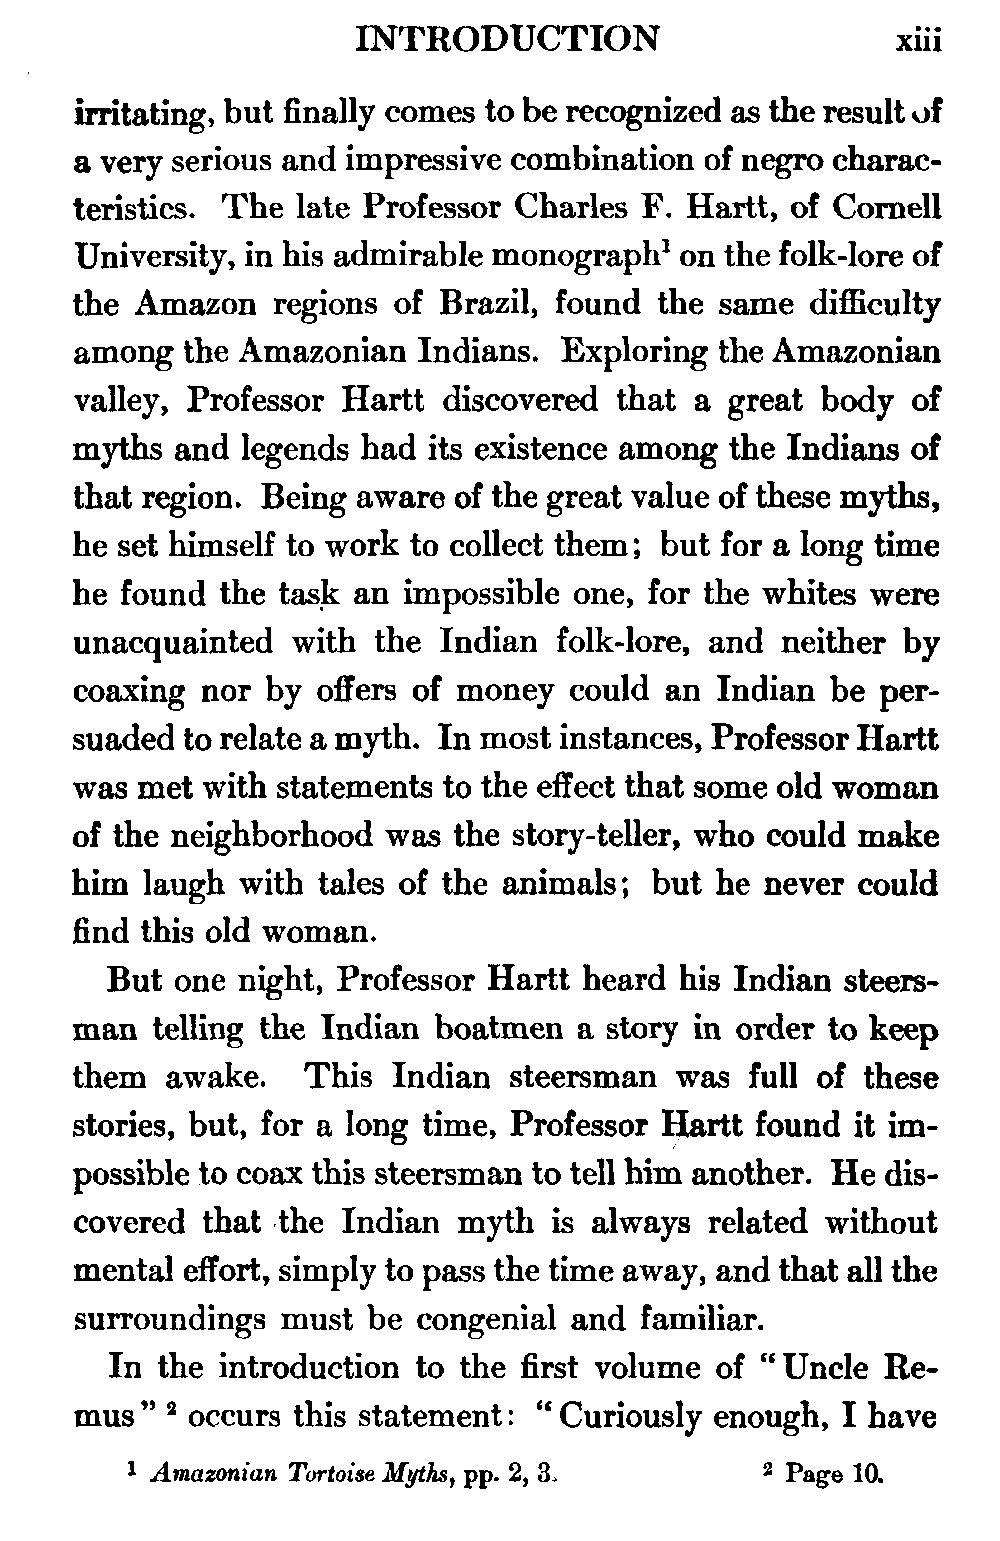 INTRODUCTION xiii
irritating, but finally comes to be recognized as the result of
a very serious and impressive combination of negro charac-
teristics. The late Professor Charles F. Hartt, of Cornell
University, in his admirable monograph¹ on the folk-lore of
the Amazon regions of Brazil, found the same difficulty
among the Amazonian Indians. Exploring the Amazonian
valley, Professor Hartt discovered that a great body of
myths and legends had its existence among the Indians of
that region. Being aware of the great value of these myths,
he set himself to work to collect them; but for a long time
he found the task an impossible one, for the whites were
unacquainted with the Indian folk-lore, and neither by
coaxing nor by offers of money could an Indian be per-
suaded to relate a myth. In most instances, Professor Hartt
was met with statements to the effect that some old woman
of the neighborhood was the story-teller, who could make
him laugh with tales of the animals; but he never could
find this old woman.
But one night, Professor Hartt heard his Indian steers-
man telling the Indian boatmen a story in order to keep
them awake. This Indian steersman was full of these
stories, but, for a long time, Professor Hartt found it im-
possible to coax this steersman to tell him another. He dis-
covered that the Indian myth is always related without
mental effort, simply to pass the time away, and that all the
surroundings must be congenial and familiar.
In the introduction to the first volume of “Uncle Re-
mus” ² occurs this statement: “Curiously enough, I have
¹ Amazonian Tortoise Myths, pp. 2, 3. ² Page 10.